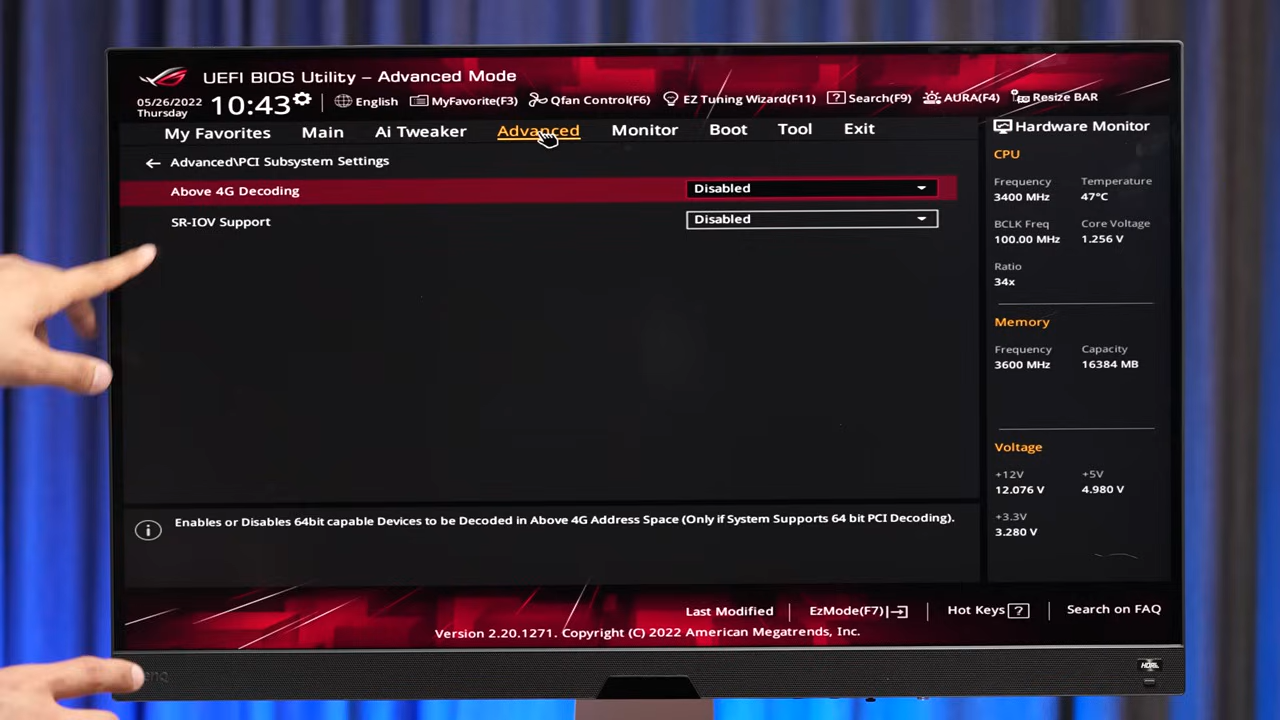 UEFI BIOS Utility – Advanced Mode
05/26/2022
Thursday
10:43
English
MyFavorite(F3)
Qfan Control(F6)
EZ Tuning Wizard(F11)
? Search(F9)
AURA(F4)
Resize BAR
My Favorites Main Ai Tweaker Advanced Monitor Boot Tool Exit
Advanced\PCI Subsystem Settings
Above 4G Decoding Disabled
SR-IOV Support Disabled
Enables or Disables 64bit capable Devices to be Decoded in Above 4G Address Space (Only if System Supports 64 bit PCI Decoding).
Hardware Monitor
CPU
Frequency Temperature
3400 MHz 47°C
BCLK Freq Core Voltage
100.00 MHz 1.256 V
Ratio
34x
Memory
Frequency Capacity
3600 MHz 16384 MB
Voltage
+12V +5V
12.076 V 4.980 V
+3.3V
3.280 V
Last Modified EzMode(F7) Hot Keys ? Search on FAQ
Version 2.20.1271. Copyright (C) 2022 American Megatrends, Inc.